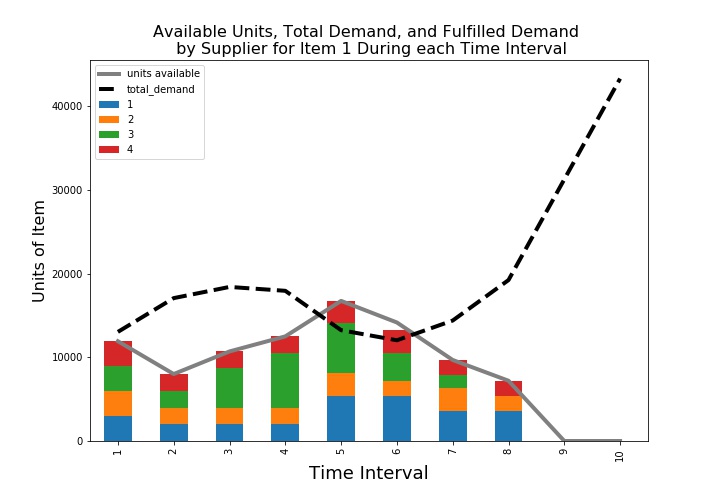 Available Units, Total Demand, and Fulfilled Demand
by Supplier for Item 1 During each Time Interval
units available
total_demand
1
2
3
4
Units of Item
40000
30000
20000
10000
0
1 2 3 4 5 6 7 8 9 10
Time Interval